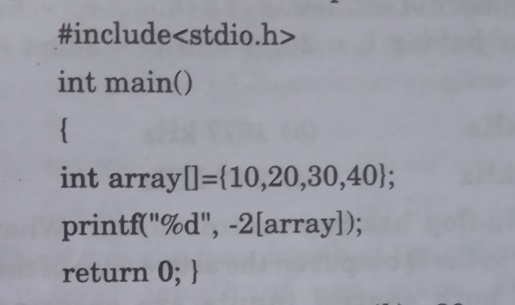 #include<stdio.h>
int main()
{
int array[]={10,20,30,40};
printf("%d", -2[array]);
return 0; }